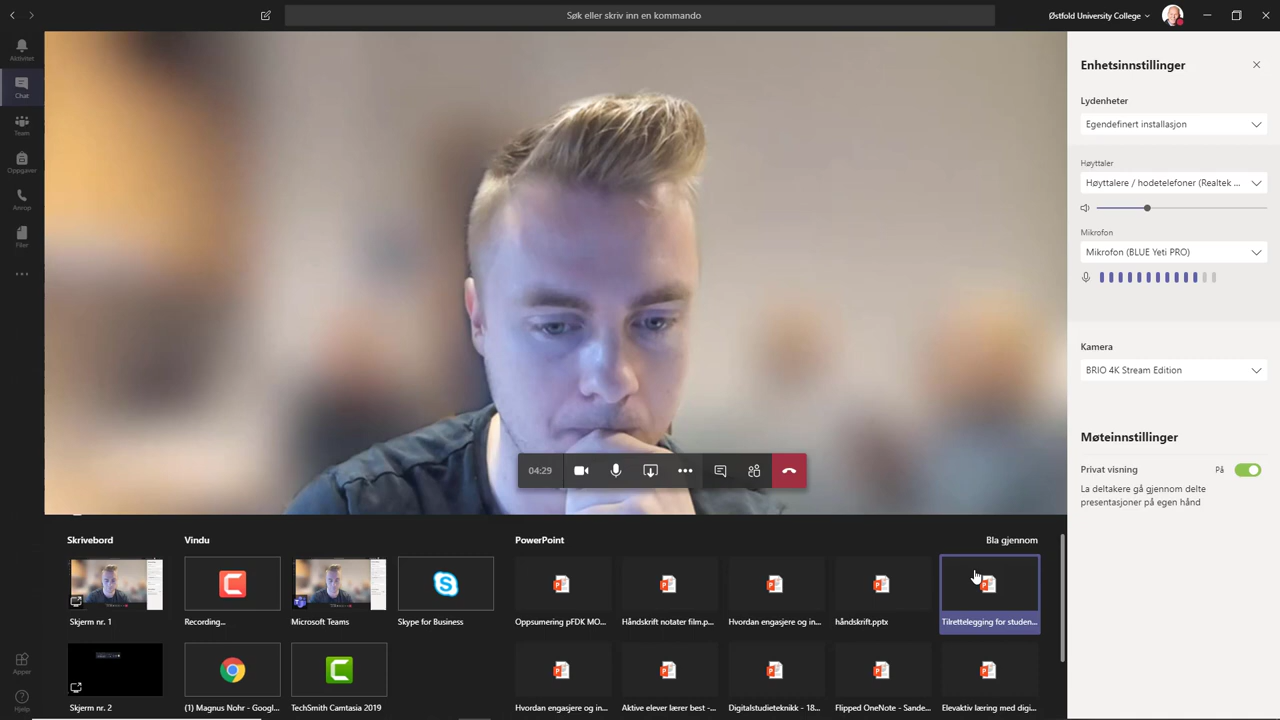 Søk eller skriv inn en kommando
Østfold University College
Aktivitet
Chat
Team
Oppgaver
Anrop
Filer
Apper
Hjelp
04:29
Enhetsinnstillinger
Lydenheter
Egendefinert installasjon
Høyttaler
Høyttalere / hodetelefoner (Realtek ...
Mikrofon
Mikrofon (BLUE Yeti PRO)
Kamera
BRIO 4K Stream Edition
Møteinnstillinger
Privat visning
På
La deltakere gå gjennom delte
presentasjoner på egen hånd
Skrivebord
Vindu
PowerPoint
Bla gjennom
Skjerm nr. 1
Recording...
Microsoft Teams
Skype for Business
Oppsumering pFDK MO...
Håndskrift notater film.p...
Hvordan engasjere og in...
håndskrift.pptx
Tilrettelegging for studen...
Skjerm nr. 2
(1) Magnus Nohr - Googl...
TechSmith Camtasia 2019
Hvordan engasjere og in...
Aktive elever lærer best -...
Digitalstudieteknikk - 18...
Flipped OneNote - Sande...
Elevaktiv læring med digi...